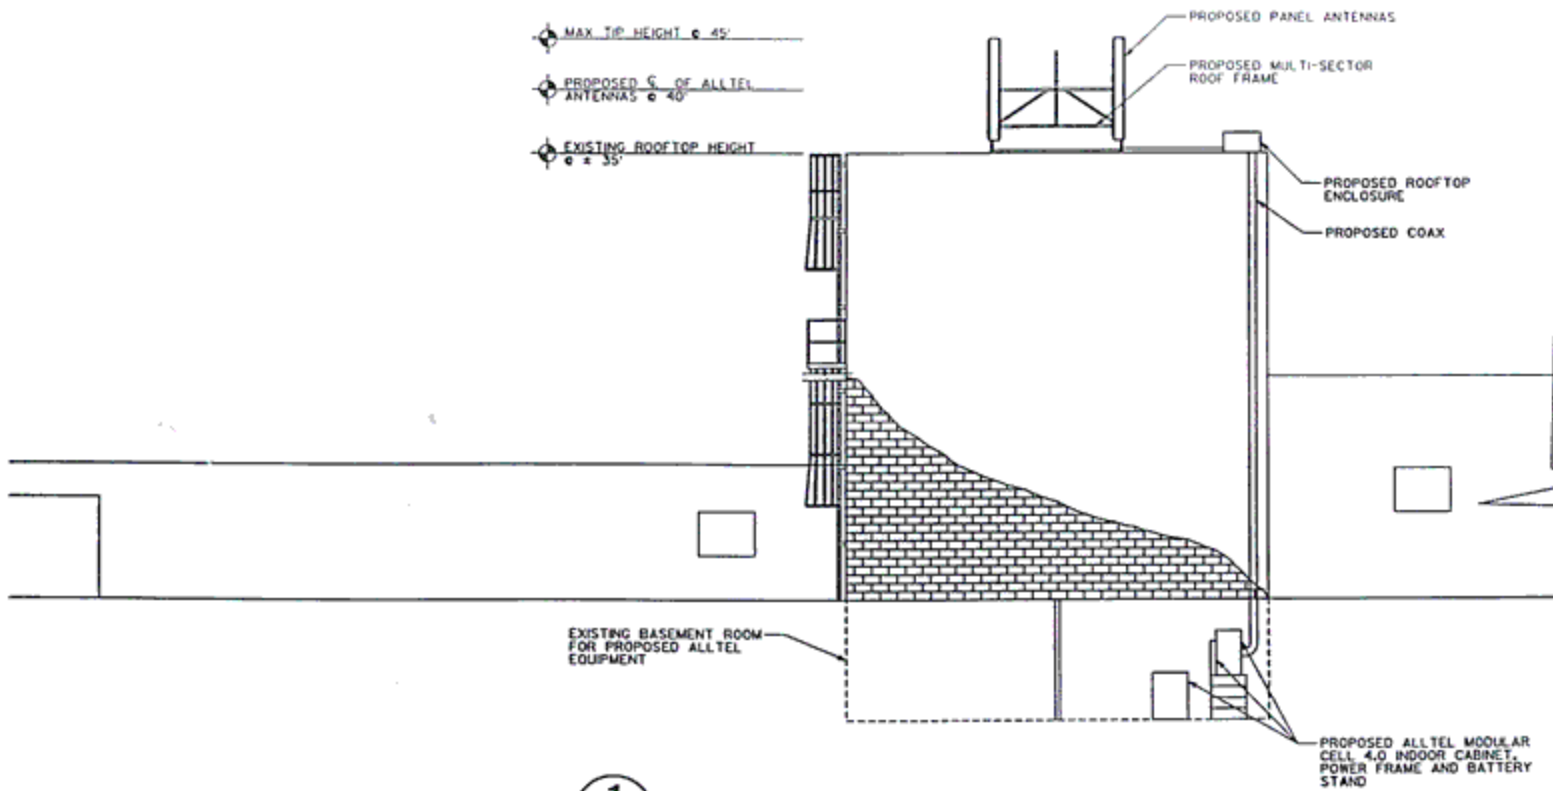 MAX TIP HEIGHT @ 45'
PROPOSED ℄ OF ALLTEL
ANTENNAS @ 40'
EXISTING ROOFTOP HEIGHT
@ ± 35'
PROPOSED PANEL ANTENNAS
PROPOSED MULTI-SECTOR
ROOF FRAME
PROPOSED ROOFTOP
ENCLOSURE
PROPOSED COAX
EXISTING BASEMENT ROOM
FOR PROPOSED ALLTEL
EQUIPMENT
PROPOSED ALLTEL MODULAR
CELL 4.0 INDOOR CABINET,
POWER FRAME AND BATTERY
STAND
1